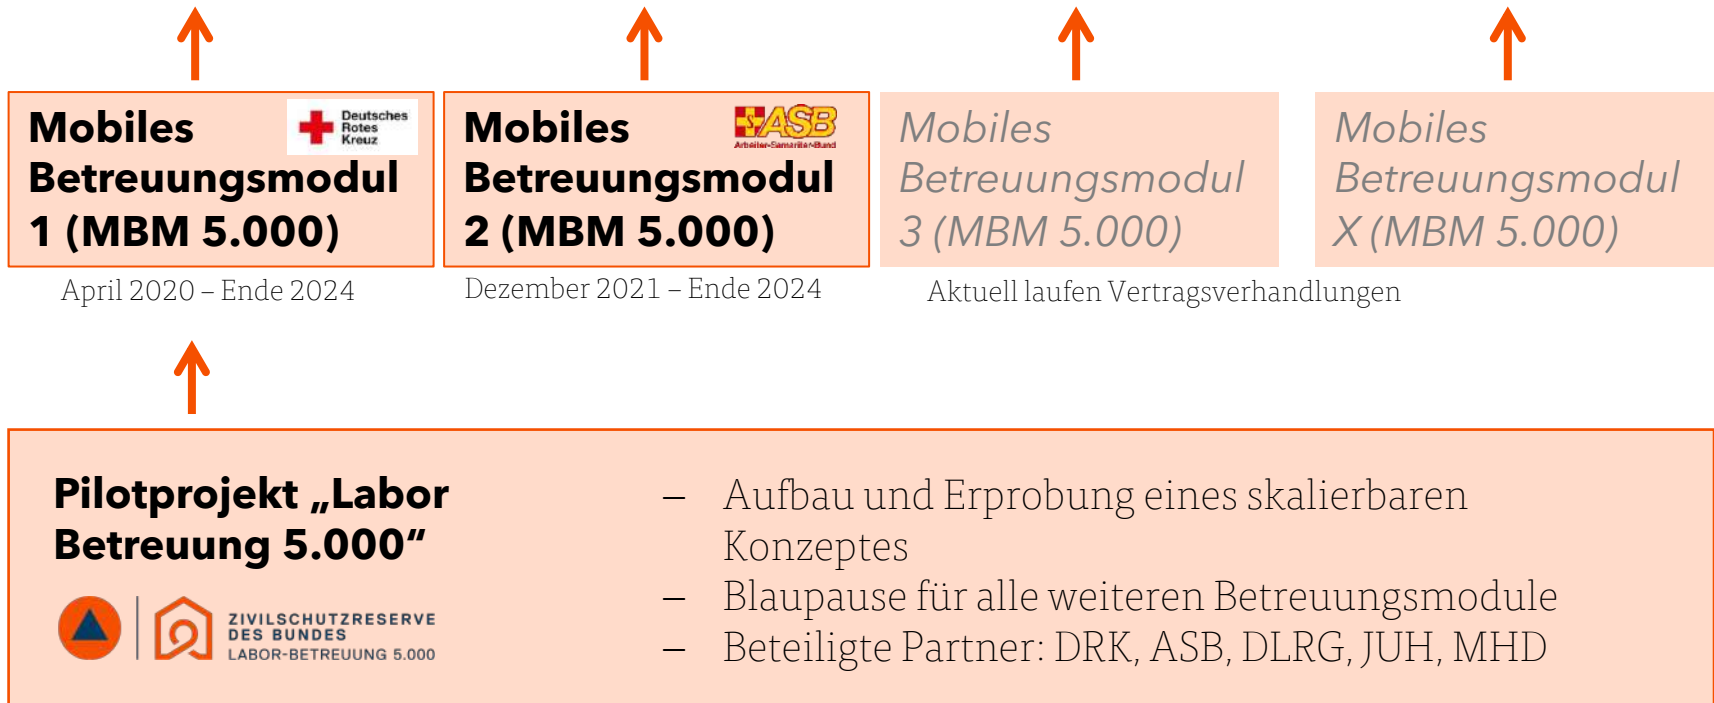 Mobiles
Betreuungsmodul
1 (MBM 5.000)
Deutsches
Rotes
Kreuz
April 2020 – Ende 2024
Mobiles
Betreuungsmodul
2 (MBM 5.000)
ASB
Arbeiter-Samariter-Bund
Dezember 2021 – Ende 2024
Mobiles
Betreuungsmodul
3 (MBM 5.000)
Mobiles
Betreuungsmodul
X (MBM 5.000)
Aktuell laufen Vertragsverhandlungen
Pilotprojekt „Labor
Betreuung 5.000“
ZIVILSCHUTZRESERVE
DES BUNDES
LABOR-BETREUUNG 5.000
– Aufbau und Erprobung eines skalierbaren
Konzeptes
– Blaupause für alle weiteren Betreuungsmodule
– Beteiligte Partner: DRK, ASB, DLRG, JUH, MHD